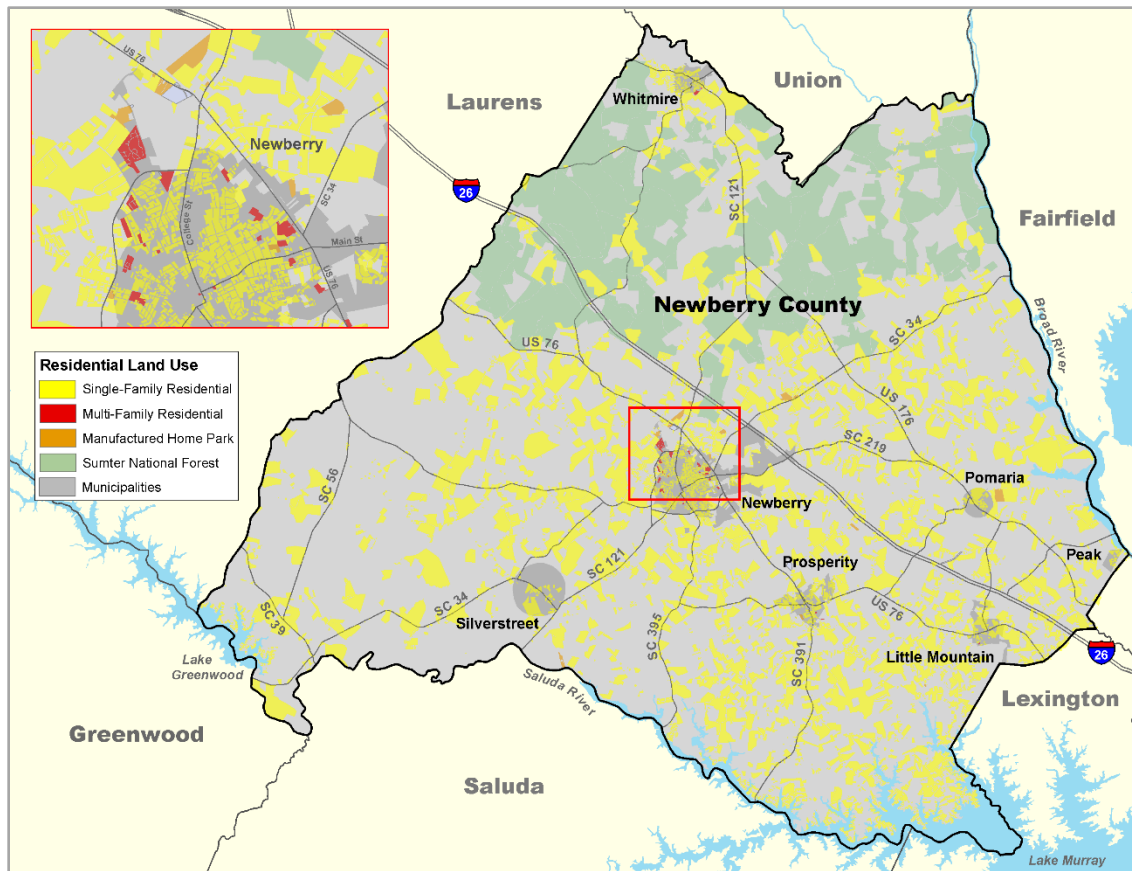 US 76
Newberry
SC 34
College St
Main St
US 76
Laurens
Union
Whitmire
26
SC 121
Fairfield
Newberry County
Broad River
Residential Land Use
Single-Family Residential
Multi-Family Residential
Manufactured Home Park
Sumter National Forest
Municipalities
US 76
SC 34
US 176
SC 219
SC 56
Pomaria
Newberry
Peak
Prosperity
SC 121
SC 34
US 76
SC 39
Silverstreet
SC 395
SC 391
Little Mountain
26
Lake
Greenwood
Saluda River
Lexington
Greenwood
Saluda
Lake Murray